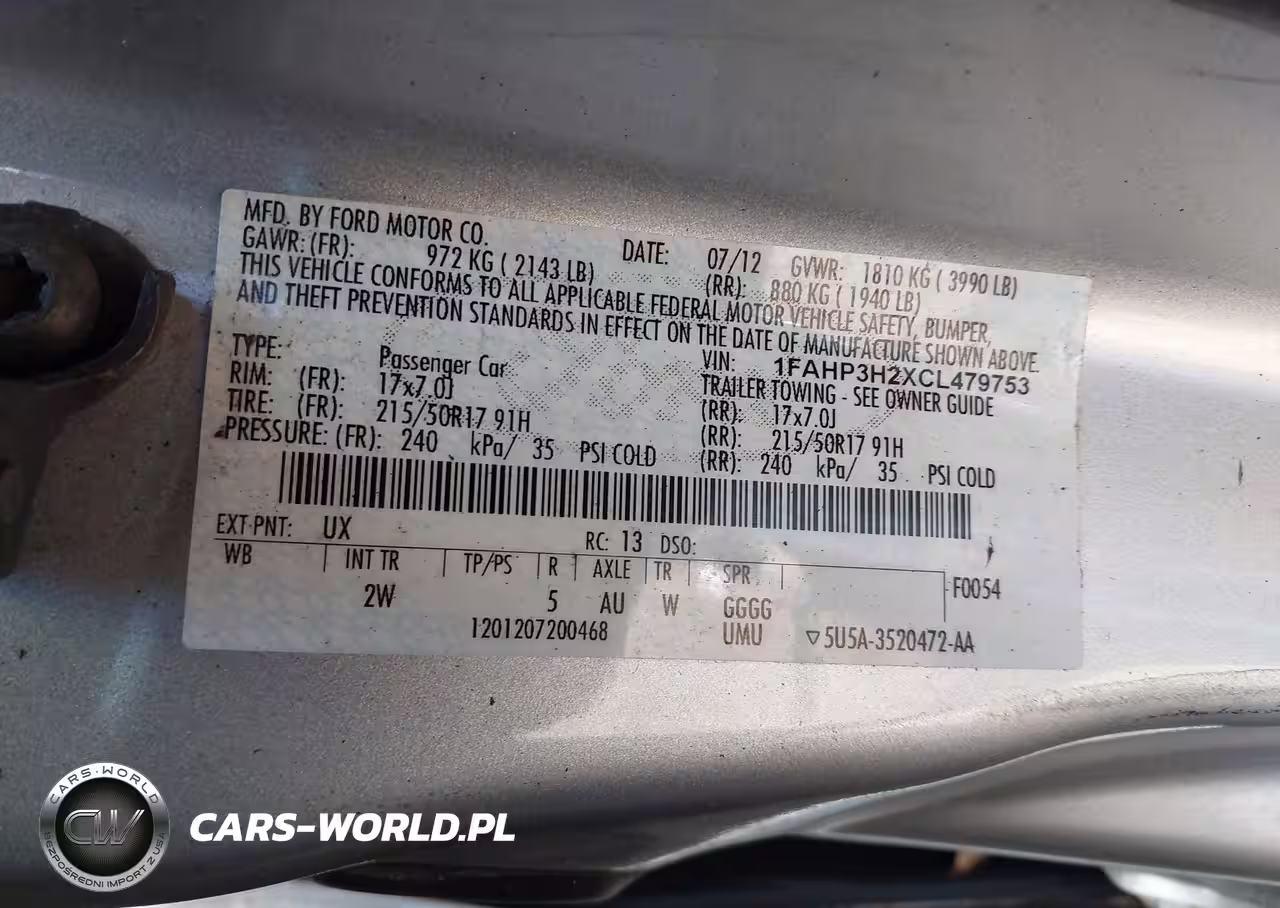 MFD. BY FORD MOTOR CO. DATE: 07/12 GVWR: 1810 KG ( 3990 LB)
GAWR: (FR): 972 KG ( 2143 LB) (RR): 880 KG ( 1940 LB)
THIS VEHICLE CONFORMS TO ALL APPLICABLE FEDERAL MOTOR VEHICLE SAFETY, BUMPER,
AND THEFT PREVENTION STANDARDS IN EFFECT ON THE DATE OF MANUFACTURE SHOWN ABOVE.
VIN: 1FAHP3H2XCL479753
TYPE: Passenger Car TRAILER TOWING - SEE OWNER GUIDE
RIM: (FR): 17x7.0J (RR): 17x7.0J
TIRE: (FR): 215/50R17 91H (RR): 215/50R17 91H
PRESSURE: (FR): 240 kPa/ 35 PSI COLD (RR): 240 kPa/ 35 PSI COLD
EXT PNT: UX RC: 13 DSO:
WB INT TR TP/PS R AXLE TR SPR F0054
2W 5 AU W GGGG
1201207200468 UMU ▽5U5A-3520472-AA
CARS-WORLD
CW
BEZPOŚREDNI IMPORT Z USA
CARS-WORLD.PL